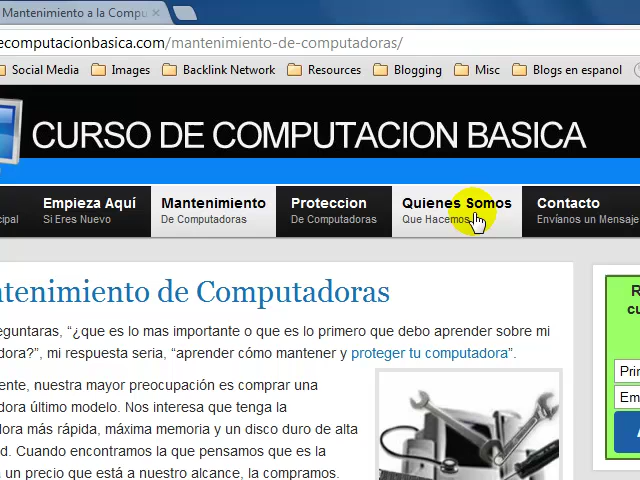 Mantenimiento a la Compu
ecomputacionbasica.com/mantenimiento-de-computadoras/
Social Media Images Backlink Network Resources Blogging Misc Blogs en espanol
CURSO DE COMPUTACION BASICA
Empieza Aquí Mantenimiento Proteccion Quienes Somos Contacto
cipal Si Eres Nuevo De Computadoras De Computadoras Que Hacemos Envíanos un Mensaje
ntenimiento de Computadoras
eguntaras, “¿que es lo mas importante o que es lo primero que debo aprender sobre mi
dora?”, mi respuesta seria, “aprender cómo mantener y proteger tu computadora”.
ente, nuestra mayor preocupación es comprar una
dora último modelo. Nos interesa que tenga la
dora más rápida, máxima memoria y un disco duro de alta
d. Cuando encontramos la que pensamos que es la
a un precio que está a nuestro alcance, la compramos.
R
cu
Prin
Em